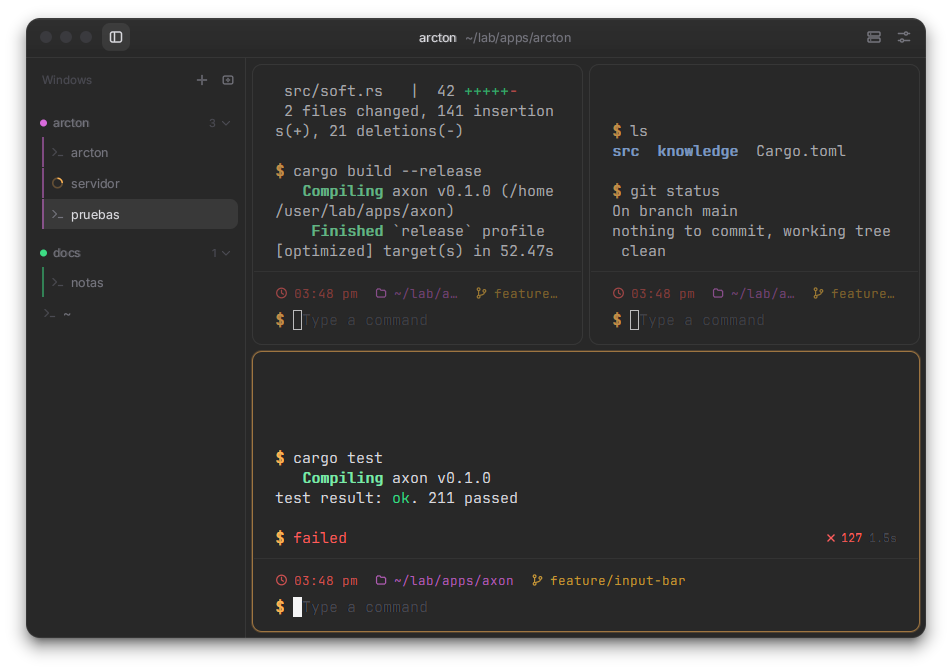 arcton ~/lab/apps/arcton
Windows
arcton 3
>_ arcton
servidor
>_ pruebas
docs 1
>_ notas
>_ ~
src/soft.rs | 42 +++++-
2 files changed, 141 insertion
s(+), 21 deletions(-)
$ cargo build --release
Compiling axon v0.1.0 (/home
/user/lab/apps/axon)
Finished `release` profile
[optimized] target(s) in 52.47s
03:48 pm ~/lab/a… feature…
$ Type a command
$ ls
src knowledge Cargo.toml
$ git status
On branch main
nothing to commit, working tree
clean
03:48 pm ~/lab/a… feature…
$ Type a command
$ cargo test
Compiling axon v0.1.0
test result: ok. 211 passed
$ failed × 127 1.5s
03:48 pm ~/lab/apps/axon feature/input-bar
$ Type a command